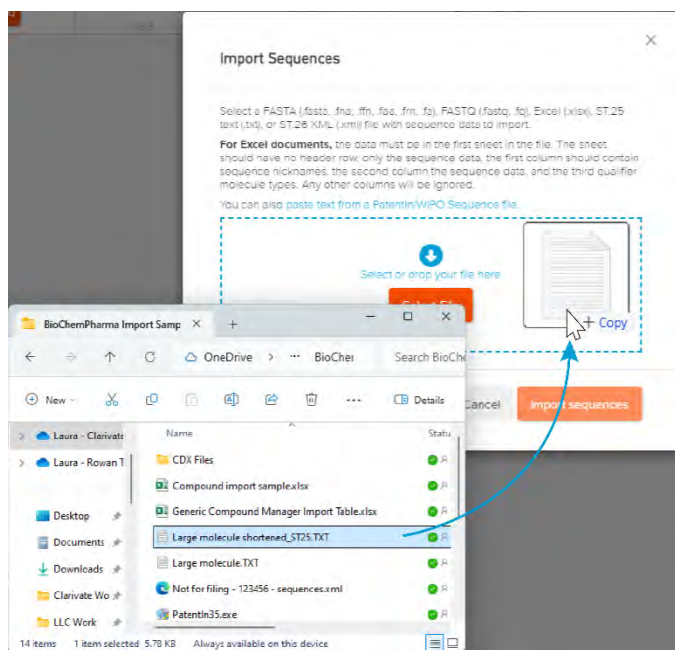 Import Sequences
Select a FASTA (.fasta, .fna, .ffn, .faa, .frn, .fa), FASTQ (.fastq, .fq), Excel (.xlsx), ST.25
text (.txt), or ST.26 XML (.xml) file with sequence data to import.
For Excel documents, the data must be in the first sheet in the file. The sheet
should have no header row, only the sequence data, the first column should contain
sequence nicknames, the second column the sequence data, and the third qualifier
molecule types. Any other columns will be ignored.
You can also paste text from a PatentIn/WIPO Sequence file.
Select or drop your file here
+ Copy
Cancel
Import sequences
BioChemPharma Import Samp
OneDrive > ··· BioChe
Search BioChe
New
Details
Laura - Clarivate
Laura - Rowan T
Desktop
Documents
Downloads
Clarivate Wo
LLC Work
Name
Statu
CDX Files
Compound import sample.xlsx
Generic Compound Manager Import Table.xlsx
Large molecule shortened_ST25.TXT
Large molecule.TXT
Not for filing - 123456 - sequences.xml
PatentIn35.exe
14 items 1 item selected 5.78 KB Always available on this device